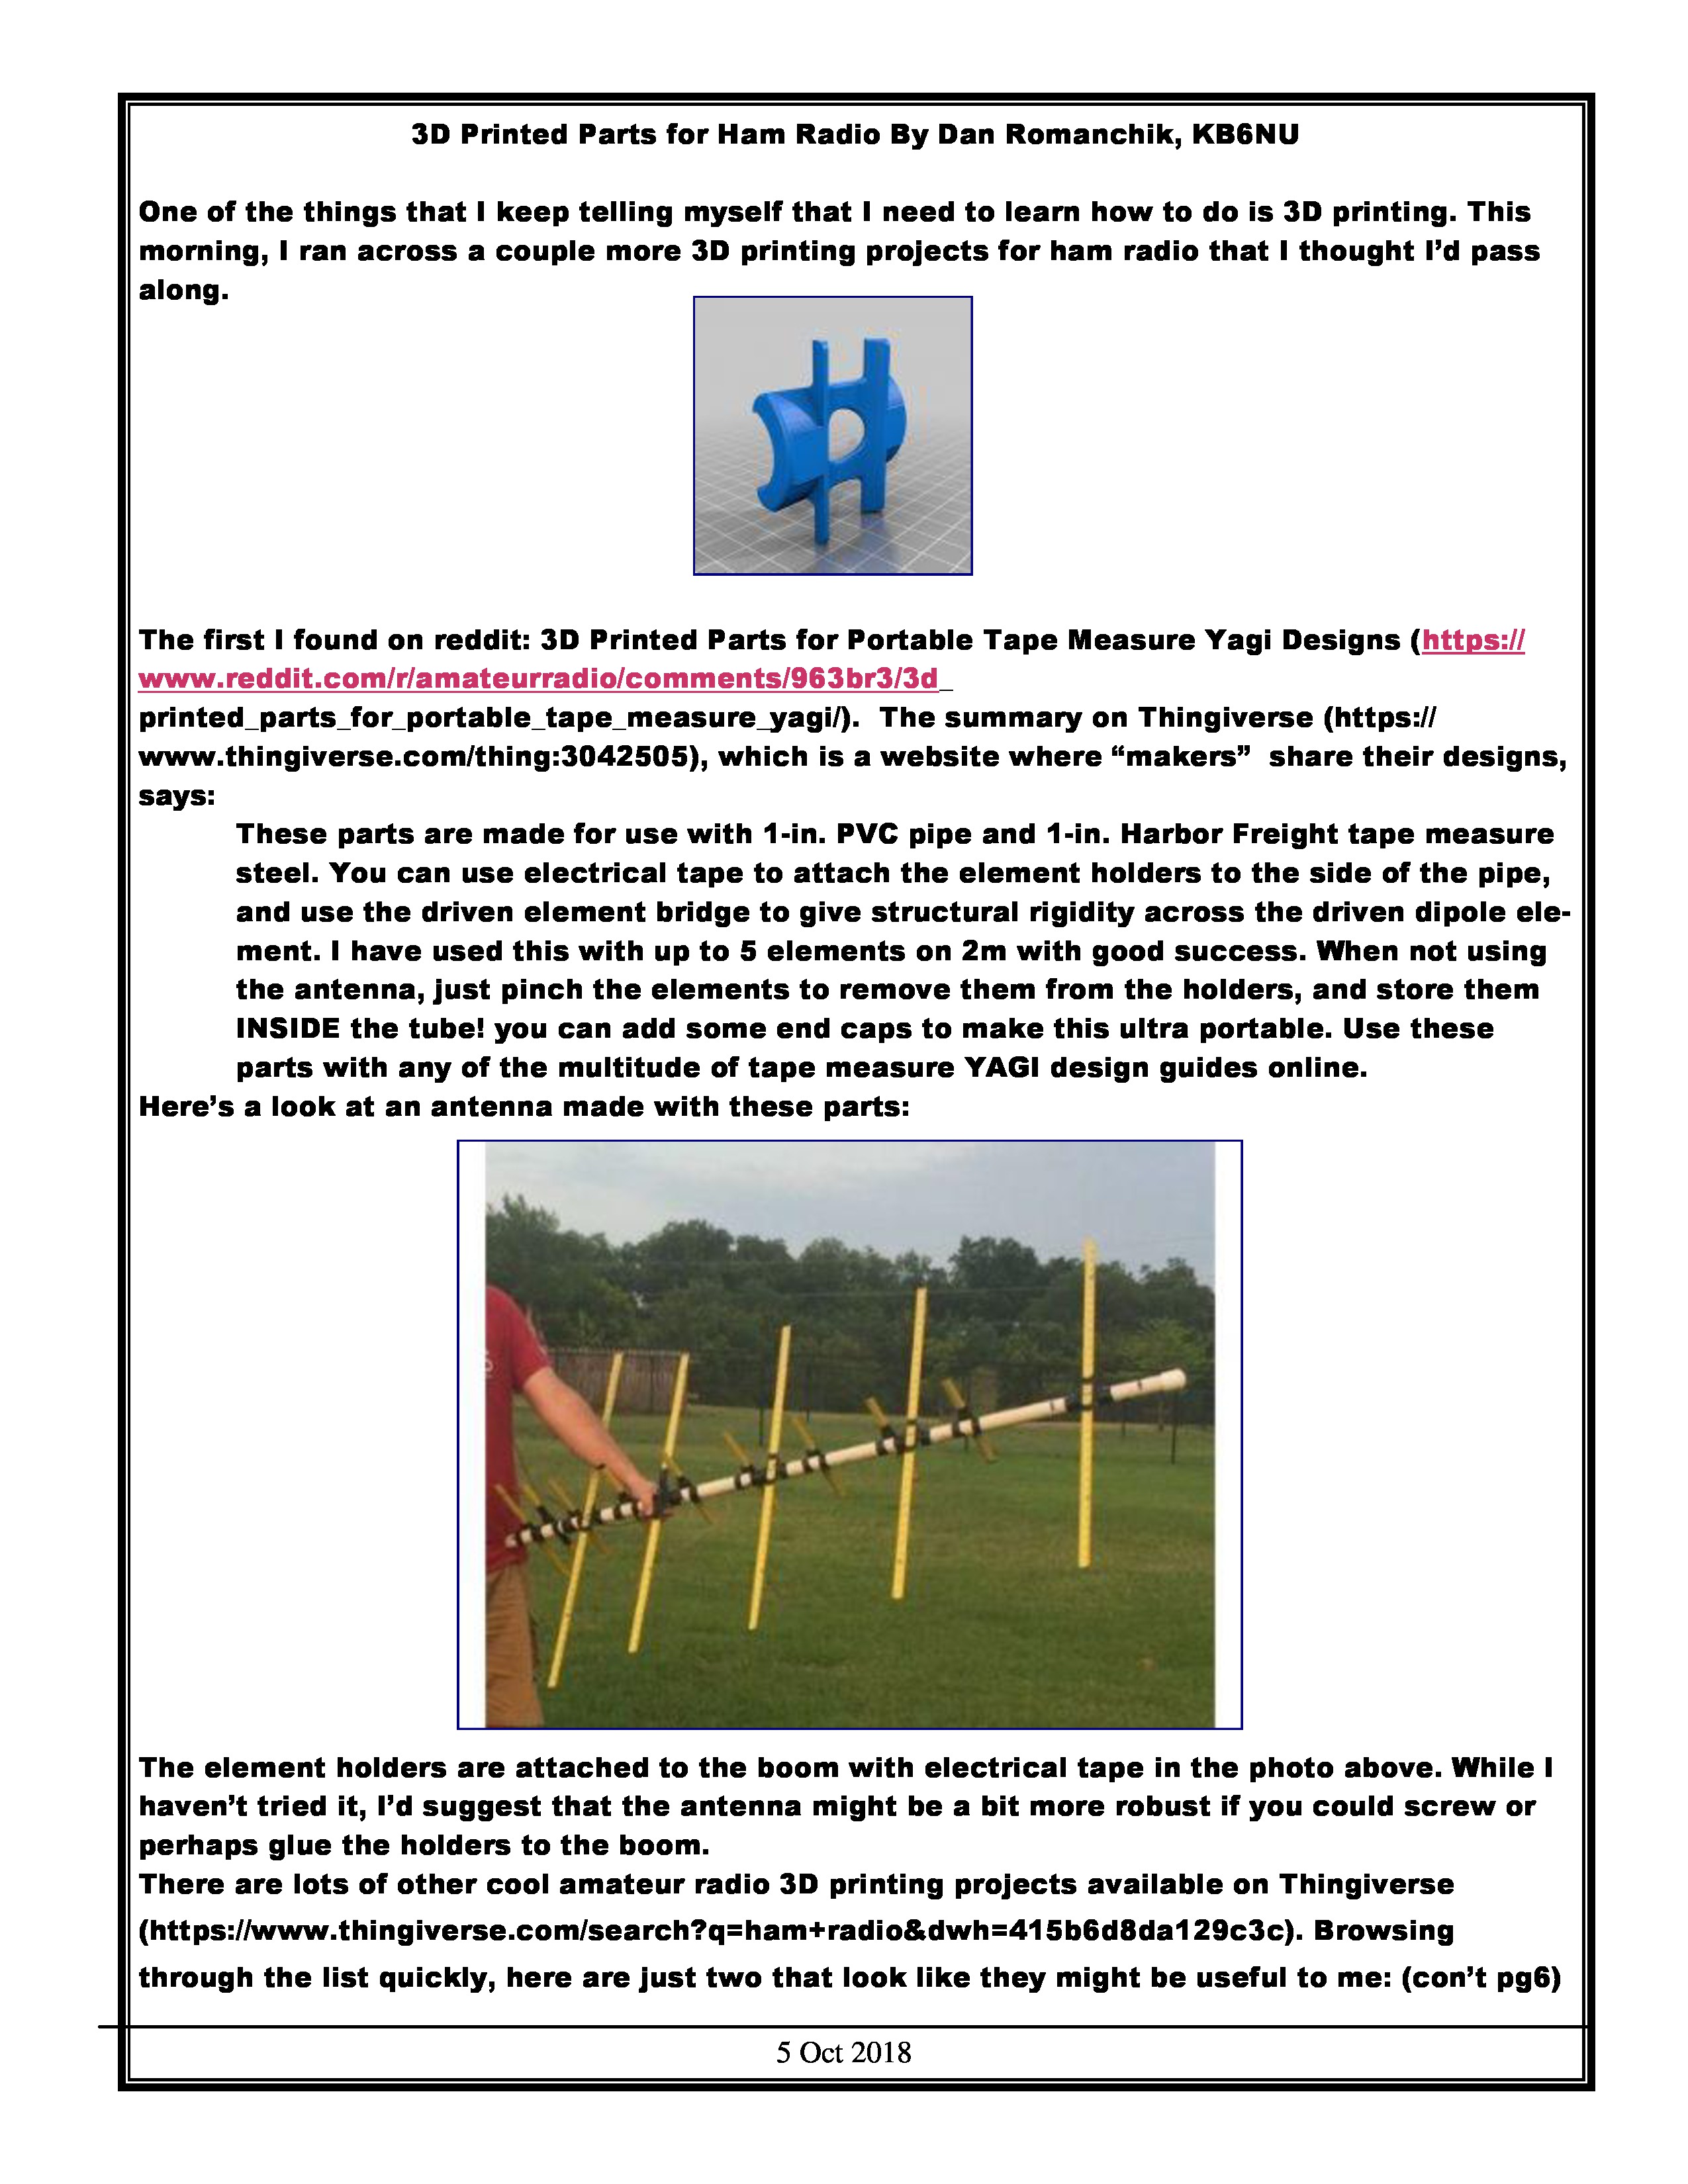 3D Printed Parts for Ham Radio By Dan Romanchik, KB6NU
One of the things that I keep telling myself that I need to learn how to do is 3D printing. This
morning, I ran across a couple more 3D printing projects for ham radio that I thought I’d pass
along.
The first I found on reddit: 3D Printed Parts for Portable Tape Measure Yagi Designs (https://
www.reddit.com/r/amateurradio/comments/963br3/3d_
printed_parts_for_portable_tape_measure_yagi/).  The summary on Thingiverse (https://
www.thingiverse.com/thing:3042505), which is a website where “makers”  share their designs,
says:
These parts are made for use with 1-in. PVC pipe and 1-in. Harbor Freight tape measure
steel. You can use electrical tape to attach the element holders to the side of the pipe,
and use the driven element bridge to give structural rigidity across the driven dipole ele-
ment. I have used this with up to 5 elements on 2m with good success. When not using
the antenna, just pinch the elements to remove them from the holders, and store them
INSIDE the tube! you can add some end caps to make this ultra portable. Use these
parts with any of the multitude of tape measure YAGI design guides online.
Here’s a look at an antenna made with these parts:
The element holders are attached to the boom with electrical tape in the photo above. While I
haven’t tried it, I’d suggest that the antenna might be a bit more robust if you could screw or
perhaps glue the holders to the boom.
There are lots of other cool amateur radio 3D printing projects available on Thingiverse
(https://www.thingiverse.com/search?q=ham+radio&dwh=415b6d8da129c3c). Browsing
through the list quickly, here are just two that look like they might be useful to me: (con’t pg6)
5 Oct 2018